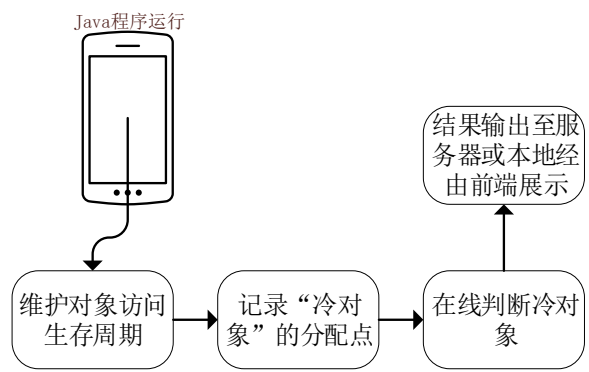 Java程序运行
结果输出至服
务器或本地经
由前端展示
维护对象访问
生存周期
记录“冷对
象”的分配点
在线判断冷对
象